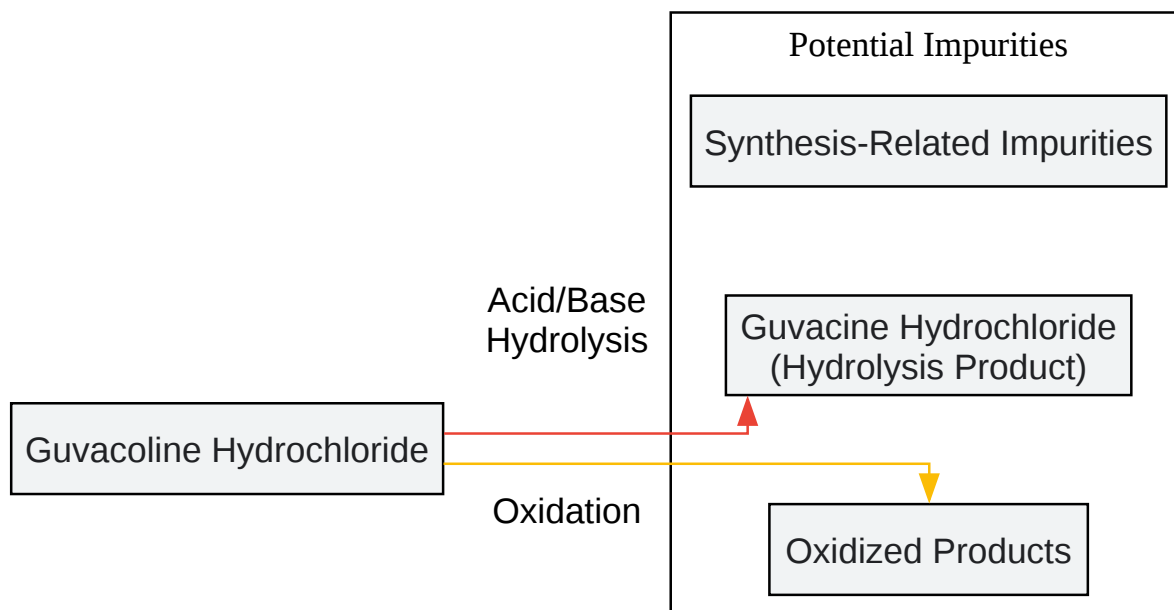 Potential Impurities
Synthesis-Related Impurities
Acid/Base
Hydrolysis
Guvacine Hydrochloride
(Hydrolysis Product)
Guvacoline Hydrochloride
Oxidation
Oxidized Products